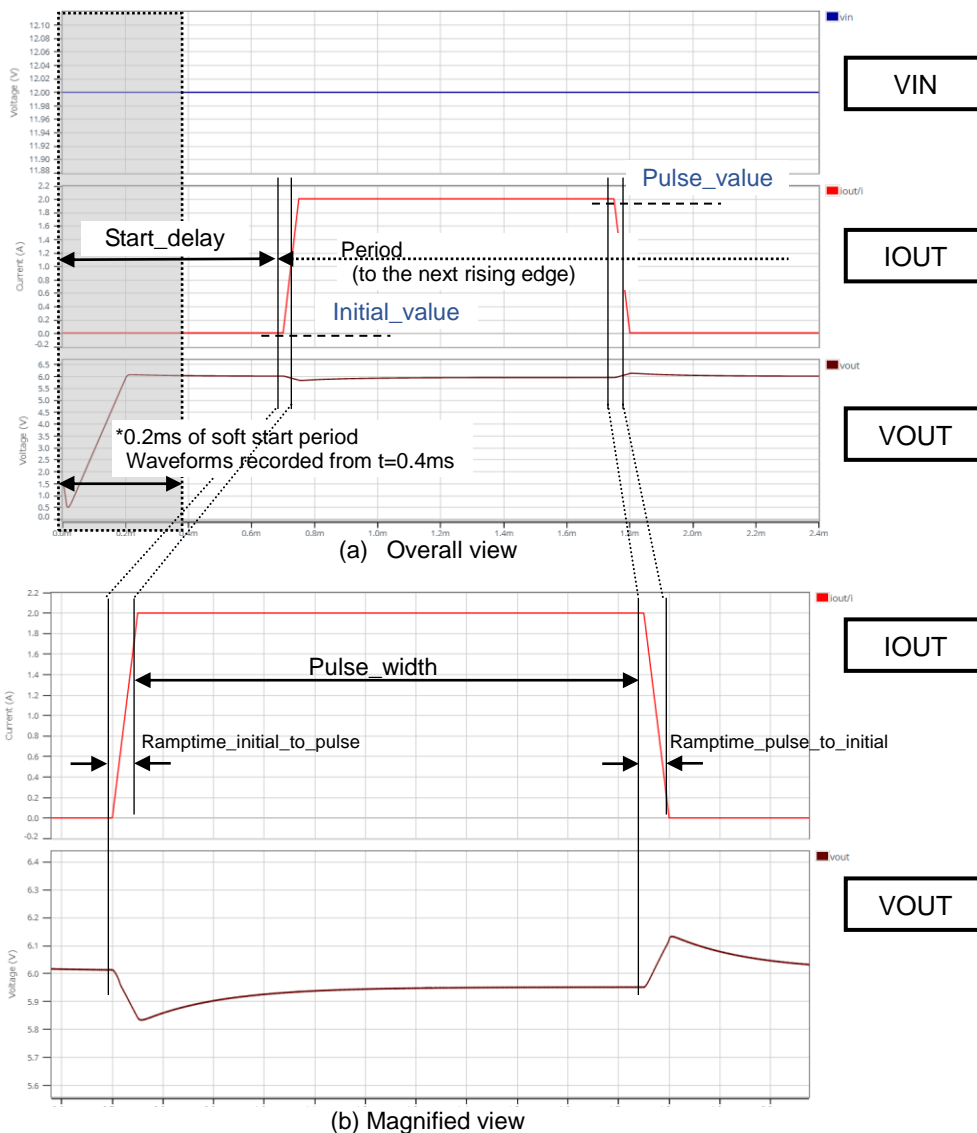 12.10
12.08
12.06
12.04
12.02
12.00
11.98
11.96
11.94
11.92
11.90
11.88
Voltage (V)
vin
VIN
2.2
2.0
1.8
1.6
1.4
1.2
1.0
0.8
0.6
0.4
0.2
0.0
-0.2
Current (A)
iout/i
IOUT
Pulse_value
Start_delay
Period
(to the next rising edge)
Initial_value
6.5
6.0
5.5
5.0
4.5
4.0
3.5
3.0
2.5
2.0
1.5
1.0
0.5
0.0
Voltage (V)
vout
VOUT
*0.2ms of soft start period
Waveforms recorded from t=0.4ms
0.0m 0.2m 0.4m 0.6m 0.8m 1.0m 1.2m 1.4m 1.6m 1.8m 2.0m 2.2m 2.4m
(a) Overall view
2.2
2.0
1.8
1.6
1.4
1.2
1.0
0.8
0.6
0.4
0.2
0.0
-0.2
Current (A)
iout/i
IOUT
Pulse_width
Ramptime_initial_to_pulse
Ramptime_pulse_to_initial
6.4
6.3
6.2
6.1
6.0
5.9
5.8
5.7
5.6
Voltage (V)
vout
VOUT
(b) Magnified view